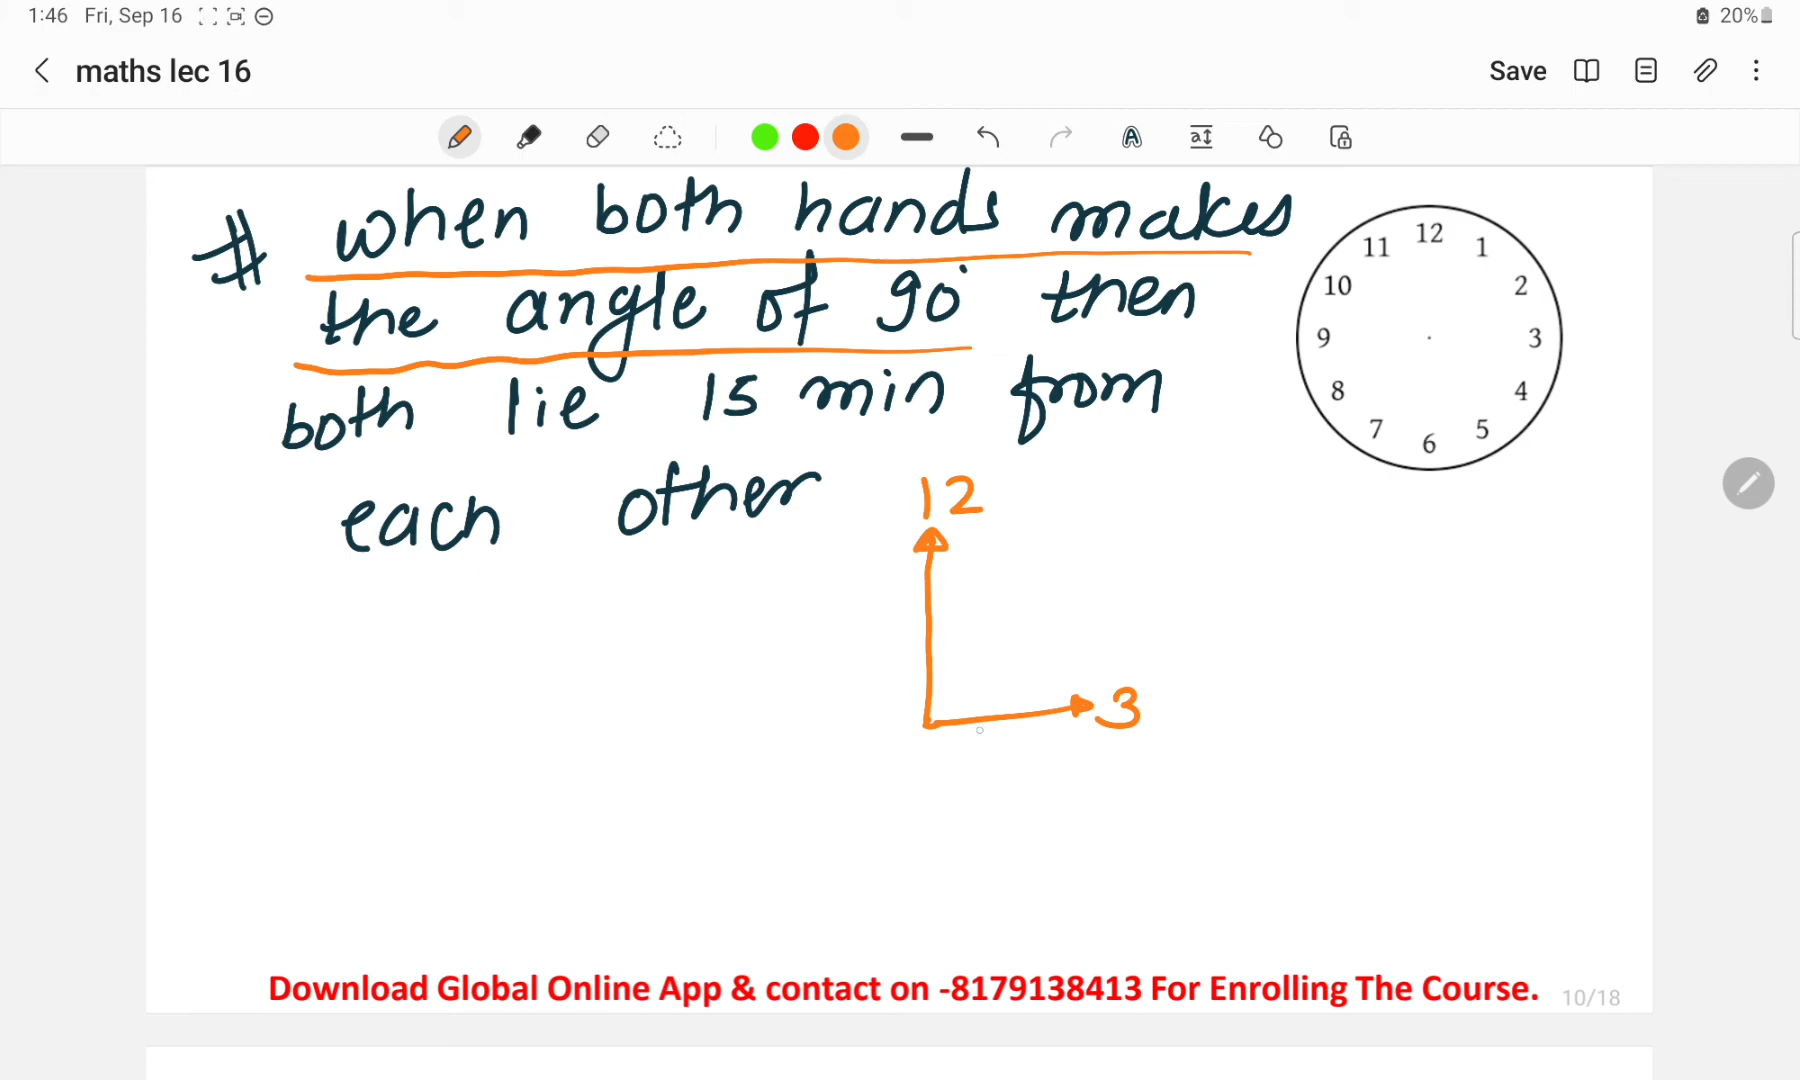 1:46 Fri, Sep 16
20%
maths lec 16
Save
# when both hands makes
the angle of 90° then
both lie 15 min from
each other
12
3
12
11 1
10 2
9 3
8 4
7 5
6
Download Global Online App & contact on -8179138413 For Enrolling The Course.
10/18